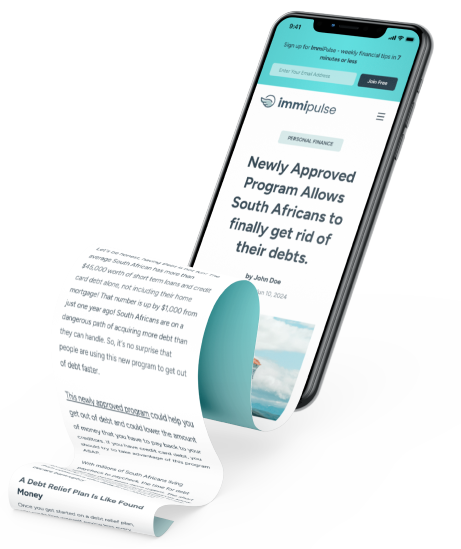 9:41
Sign up for ImmiPulse - weekly financial tips in 7
minutes or less
Enter Your Email Address
Join Free
immipulse
PERSONAL FINANCE
Newly Approved
Program Allows
South Africans to
finally get rid of
their debts.
by John Doe
10, 2024
Let's be honest, having
average South African has more than
$45,000 worth of short term loans and credit
card debt alone, not including their home
mortgage! That number is up by $1,000 from
just one year ago! South Africans are on a
dangerous path of acquiring more debt than
they can handle. So, it's no surprise that
people are using this new program to get out
of debt faster.
This newly approved program could help you
get out of debt and could lower the amount
of money that you have to pay back to your
creditors. If you have credit card debt, you
should try to take advantage of this program
ASAP!
With millions of South Africans living
paycheck to paycheck, the time for debt
A Debt Relief Plan Is Like Found
Money
Once you get started on a debt relief plan,